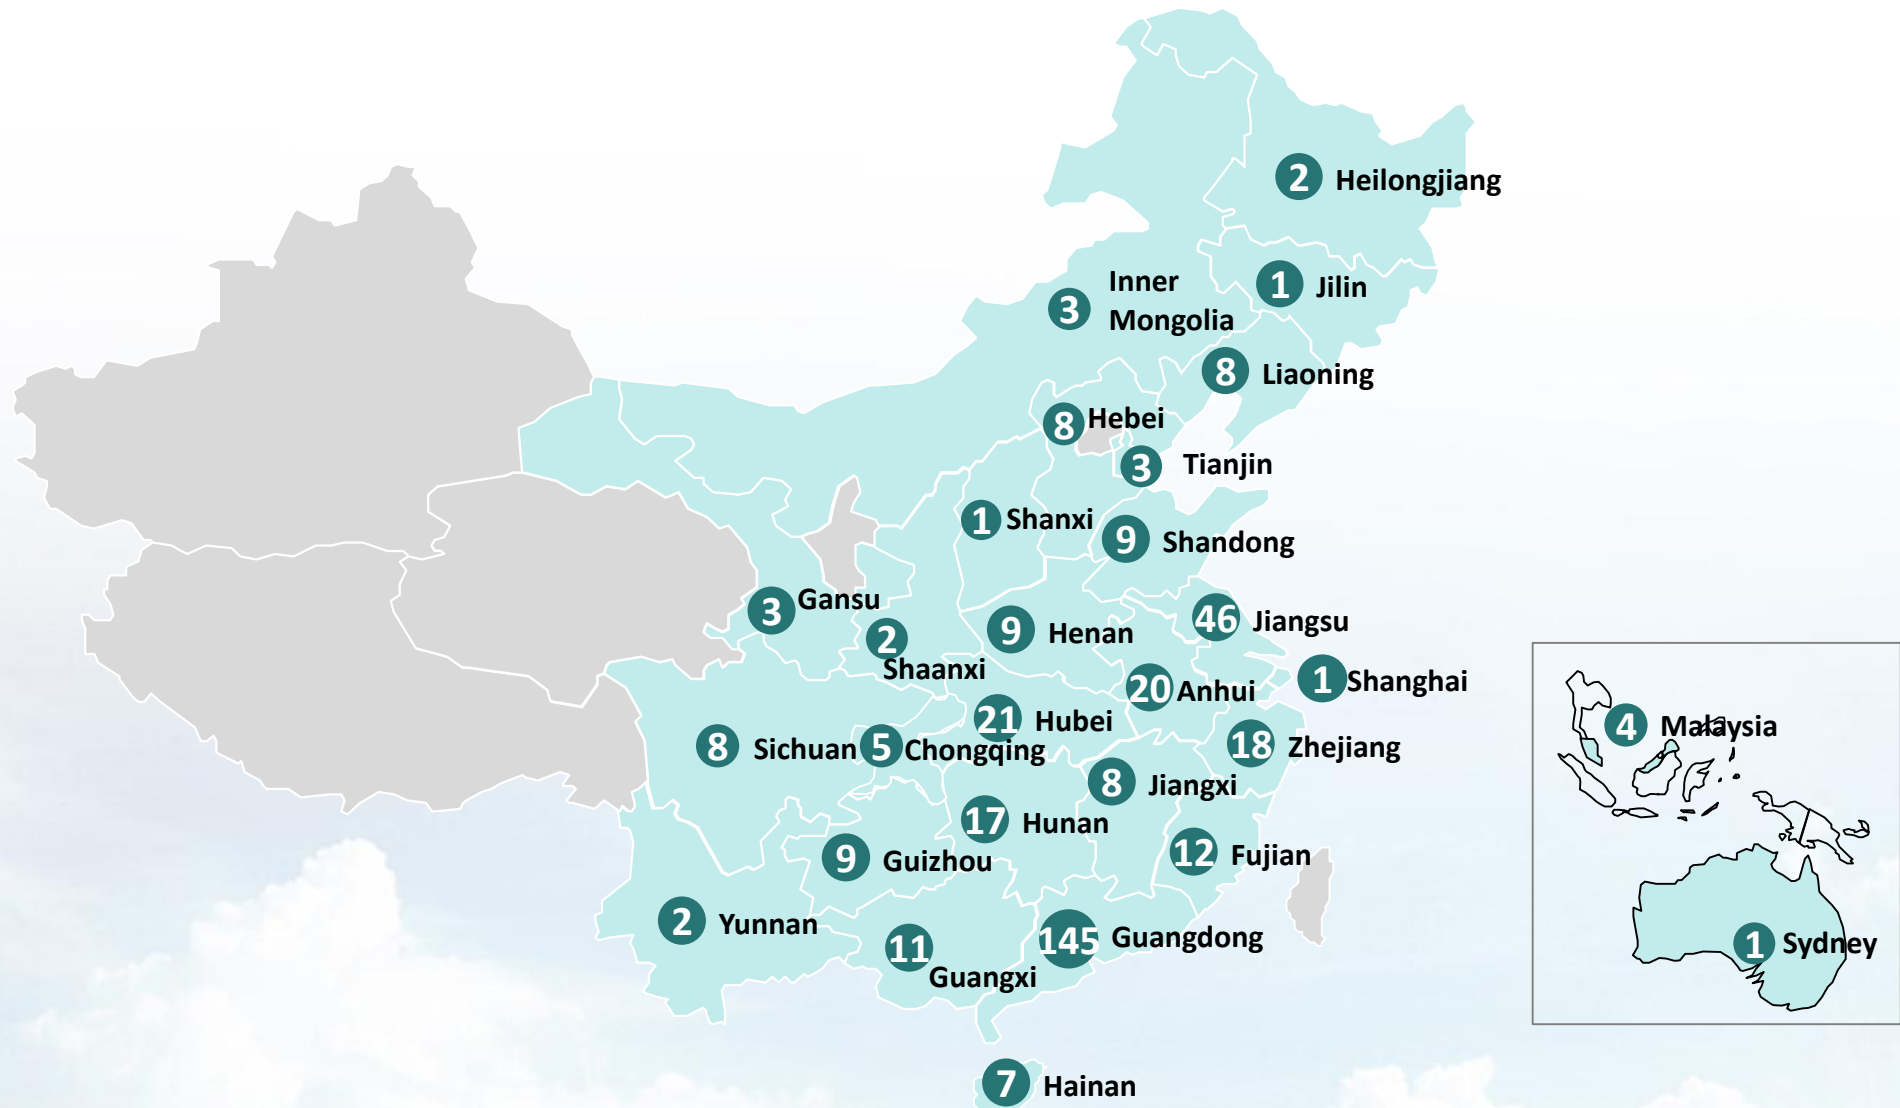 2 Heilongjiang
1 Jilin
3 Inner
Mongolia
8 Liaoning
8 Hebei
3 Tianjin
1 Shanxi
9 Shandong
3 Gansu
2
Shaanxi
9 Henan
46 Jiangsu
1 Shanghai
20 Anhui
21 Hubei
8 Sichuan
5 Chongqing
18 Zhejiang
8 Jiangxi
17 Hunan
12 Fujian
9 Guizhou
2 Yunnan
11
Guangxi
145 Guangdong
7 Hainan
4 Malaysia
1 Sydney